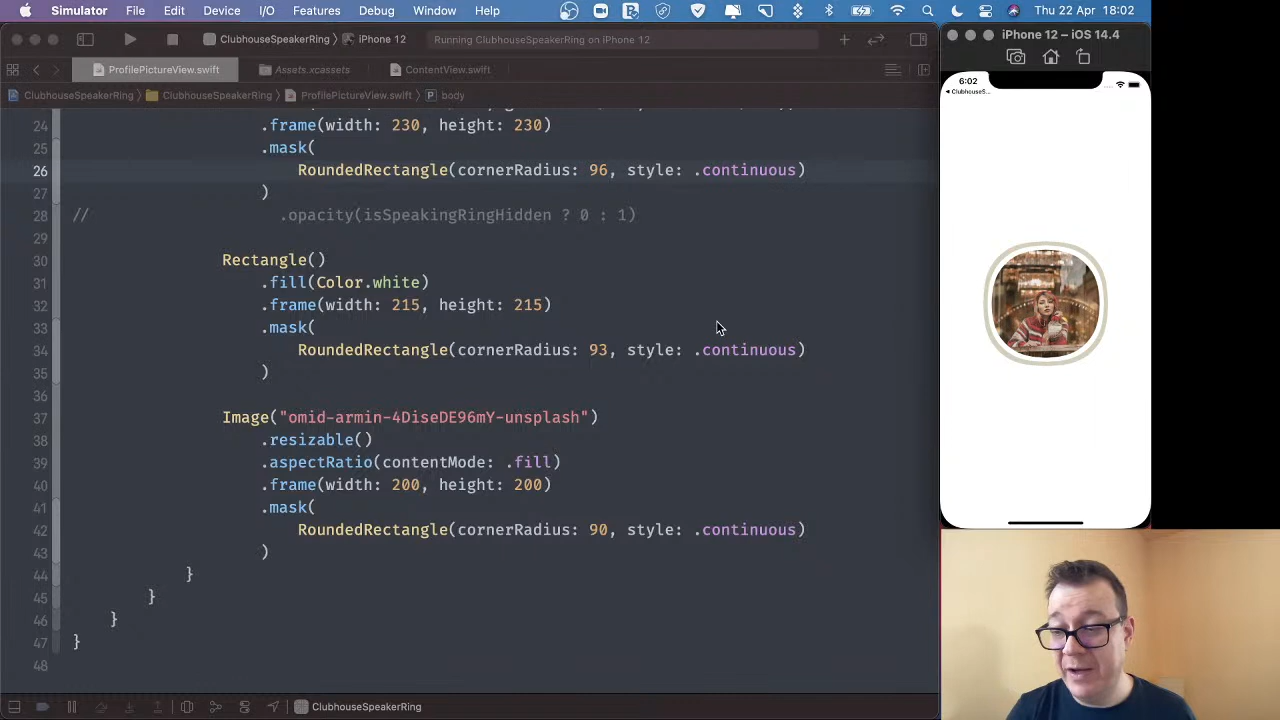 Simulator File Edit Device I/O Features Debug Window Help Thu 22 Apr 18:02
ClubhouseSpeakerRing iPhone 12 Running ClubhouseSpeakerRing on iPhone 12
iPhone 12 – iOS 14.4
ProfilePictureView.swift Assets.xcassets ContentView.swift
ClubhouseSpeakerRing ClubhouseSpeakerRing ProfilePictureView.swift body
6:02
ClubhouseS...
24 .frame(width: 230, height: 230)
25 .mask(
26 RoundedRectangle(cornerRadius: 96, style: .continuous)
27 )
28 // .opacity(isSpeakingRingHidden ? 0 : 1)
29
30 Rectangle()
31 .fill(Color.white)
32 .frame(width: 215, height: 215)
33 .mask(
34 RoundedRectangle(cornerRadius: 93, style: .continuous)
35 )
36
37 Image("omid-armin-4DiseDE96mY-unsplash")
38 .resizable()
39 .aspectRatio(contentMode: .fill)
40 .frame(width: 200, height: 200)
41 .mask(
42 RoundedRectangle(cornerRadius: 90, style: .continuous)
43 )
44 }
45 }
46 }
47 }
48
ClubhouseSpeakerRing